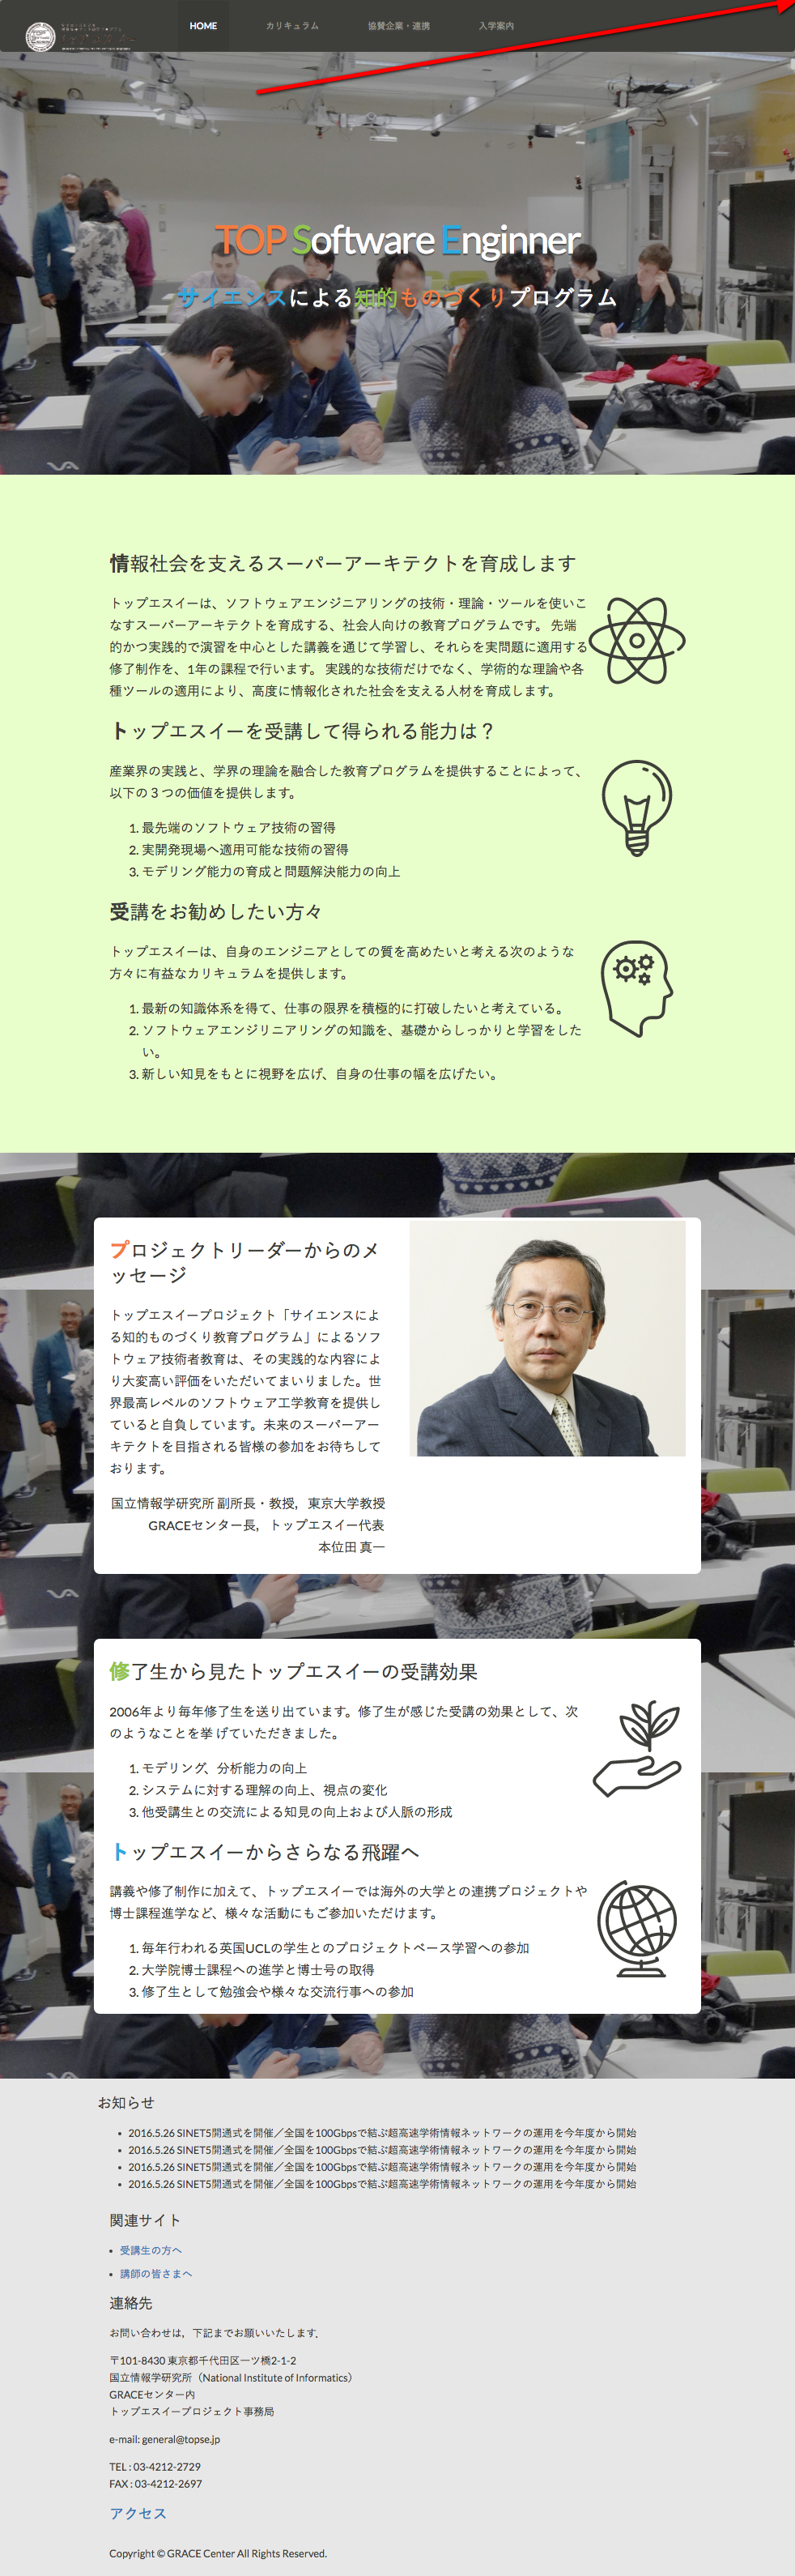 HOME
カリキュラム
協賛企業・連携
入学案内
TOP Software Enginner
サイエンスによる知的ものづくりプログラム
情報社会を支えるスーパーアーキテクトを育成します
トップエスイーは、ソフトウェアエンジニアリングの技術・理論・ツールを使いこ
なすスーパーアーキテクトを育成する、社会人向けの教育プログラムです。 先端
的かつ実践的で演習を中心とした講義を通じて学習し、それらを実問題に適用する
修了制作を、1年の課程で行います。 実践的な技術だけでなく、学術的な理論や各
種ツールの適用により、高度に情報化された社会を支える人材を育成します。
トップエスイーを受講して得られる能力は？
産業界の実践と、学界の理論を融合した教育プログラムを提供することによって、
以下の３つの価値を提供します。
1. 最先端のソフトウェア技術の習得
2. 実開発現場へ適用可能な技術の習得
3. モデリング能力の育成と問題解決能力の向上
受講をお勧めしたい方々
トップエスイーは、自身のエンジニアとしての質を高めたいと考える次のような
方々に有益なカリキュラムを提供します。
1. 最新の知識体系を得て、仕事の限界を積極的に打破したいと考えている。
2. ソフトウェアエンジリニアリングの知識を、基礎からしっかりと学習をした
い。
3. 新しい知見をもとに視野を広げ、自身の仕事の幅を広げたい。
プロジェクトリーダーからのメ
ッセージ
トップエスイープロジェクト「サイエンスによ
る知的ものづくり教育プログラム」によるソフ
トウェア技術者教育は、その実践的な内容によ
り大変高い評価をいただいてまいりました。世
界最高レベルのソフトウェア工学教育を提供し
ていると自負しています。未来のスーパーアー
キテクトを目指される皆様の参加をお待ちして
おります。
国立情報学研究所 副所長・教授，東京大学教授
GRACEセンター長，トップエスイー代表
本位田 真一
修了生から見たトップエスイーの受講効果
2006年より毎年修了生を送り出ています。修了生が感じた受講の効果として、次
のようなことを挙 げていただきました。
1. モデリング、分析能力の向上
2. システムに対する理解の向上、視点の変化
3. 他受講生との交流による知見の向上および人脈の形成
トップエスイーからさらなる飛躍へ
講義や修了制作に加えて、トップエスイーでは海外の大学との連携プロジェクトや
博士課程進学など、様々な活動にもご参加いただけます。
1. 毎年行われる英国UCLの学生とのプロジェクトベース学習への参加
2. 大学院博士課程への進学と博士号の取得
3. 修了生として勉強会や様々な交流行事への参加
お知らせ
• 2016.5.26 SINET5開通式を開催／全国を100Gbpsで結ぶ超高速学術情報ネットワークの運用を今年度から開始
• 2016.5.26 SINET5開通式を開催／全国を100Gbpsで結ぶ超高速学術情報ネットワークの運用を今年度から開始
• 2016.5.26 SINET5開通式を開催／全国を100Gbpsで結ぶ超高速学術情報ネットワークの運用を今年度から開始
• 2016.5.26 SINET5開通式を開催／全国を100Gbpsで結ぶ超高速学術情報ネットワークの運用を今年度から開始
関連サイト
• 受講生の方へ
• 講師の皆さまへ
連絡先
お問い合わせは，下記までお願いいたします．
〒101-8430 東京都千代田区一ツ橋2-1-2
国立情報学研究所（National Institute of Informatics）
GRACEセンター内
トップエスイープロジェクト事務局
e-mail: general@topse.jp
TEL : 03-4212-2729
FAX : 03-4212-2697
アクセス
Copyright © GRACE Center All Rights Reserved.